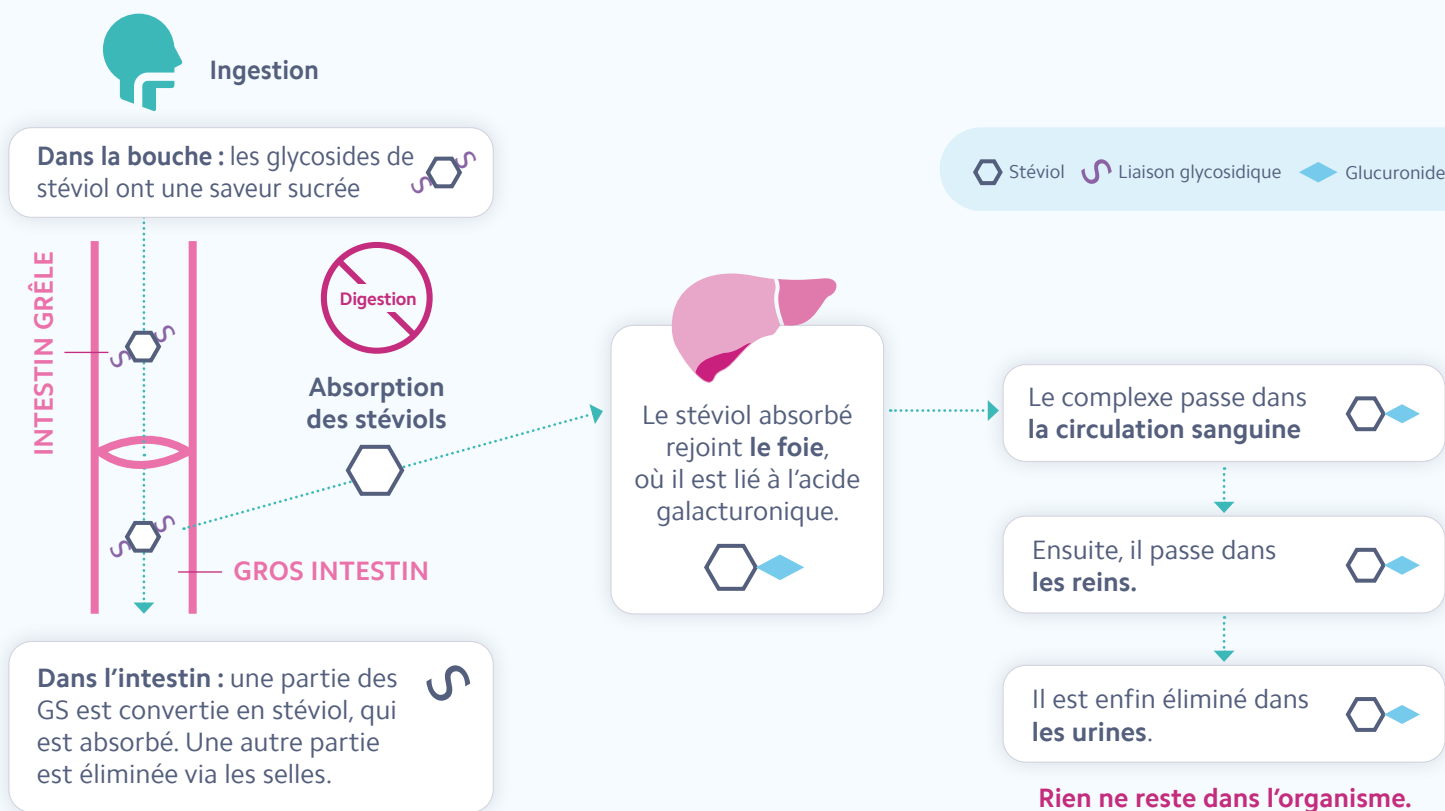 Ingestion
Dans la bouche : les glycosides de
stéviol ont une saveur sucrée
Stéviol
Liaison glycosidique
Glucuronide
INTESTIN GRÊLE
Digestion
Absorption
des stéviols
GROS INTESTIN
Dans l’intestin : une partie des
GS est convertie en stéviol, qui
est absorbé. Une autre partie
est éliminée via les selles.
Le stéviol absorbé
rejoint le foie,
où il est lié à l’acide
galacturonique.
Le complexe passe dans
la circulation sanguine
Ensuite, il passe dans
les reins.
Il est enfin éliminé dans
les urines.
Rien ne reste dans l’organisme.